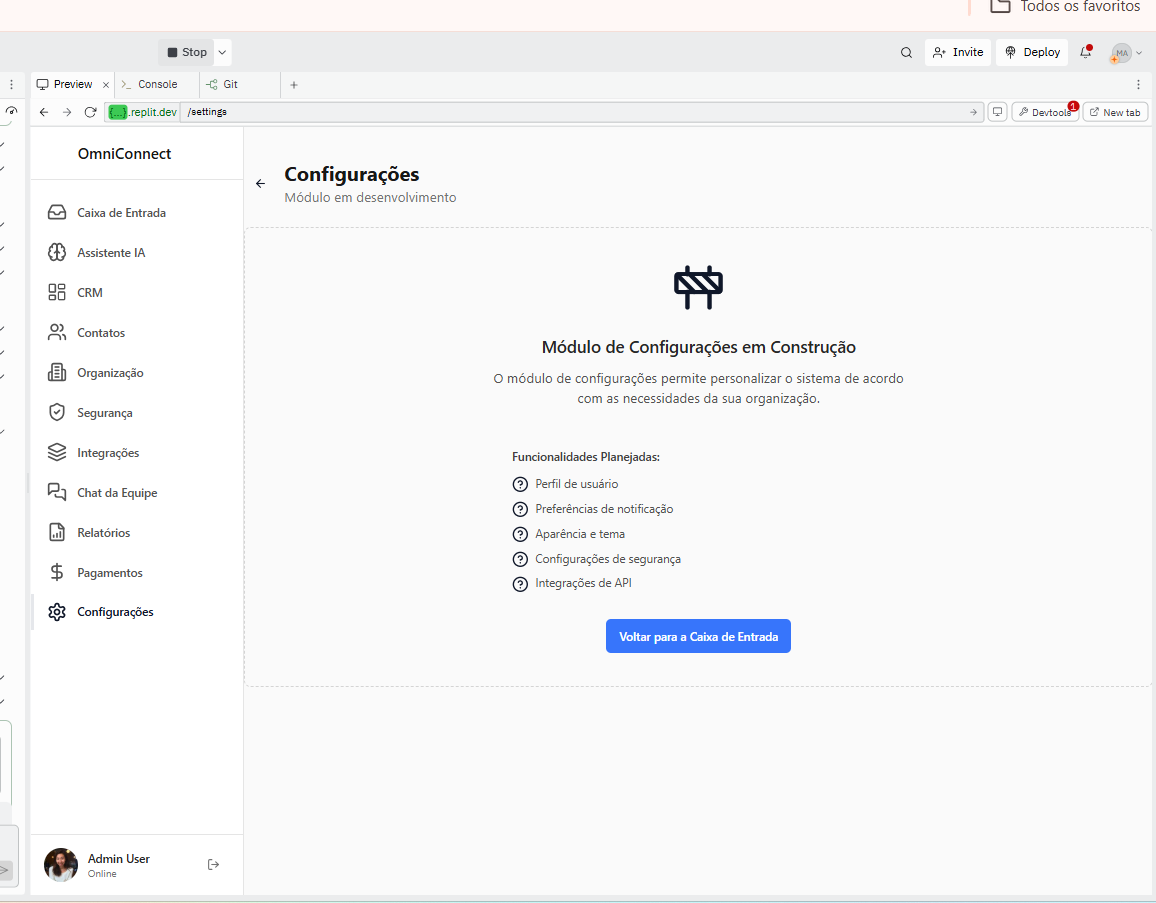 Todos os favoritos
Stop
Invite
Deploy
MA
Preview
Console
Git
.replit.dev
/settings
Devtools
1
New tab
OmniConnect
Caixa de Entrada
Assistente IA
CRM
Contatos
Organização
Segurança
Integrações
Chat da Equipe
Relatórios
Pagamentos
Configurações
Admin User
Online
Configurações
Módulo em desenvolvimento
Módulo de Configurações em Construção
O módulo de configurações permite personalizar o sistema de acordo
com as necessidades da sua organização.
Funcionalidades Planejadas:
Perfil de usuário
Preferências de notificação
Aparência e tema
Configurações de segurança
Integrações de API
Voltar para a Caixa de Entrada